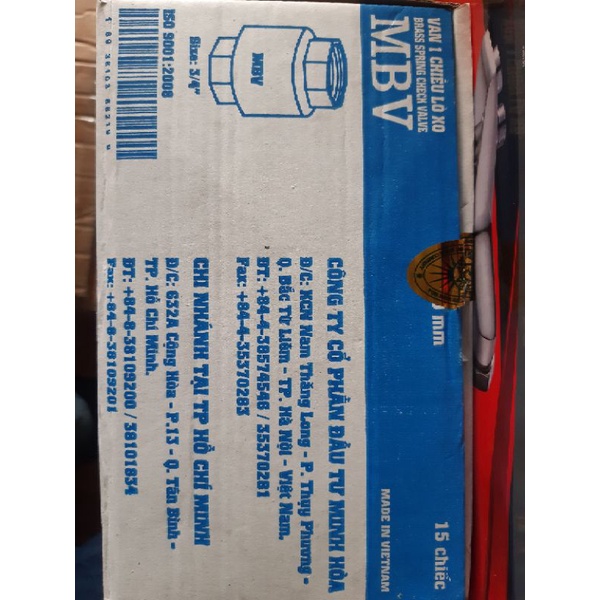 VAN 1 CHIỀU LÒ XO
BRASS SPRING CHECK VALVE
MBV
mm
15 chiếc
MADE IN VIETNAM
MBV
Size: 3/4"
ISO 9001:2008
CÔNG TY CỔ PHẦN ĐẦU TƯ MINH HÒA
Đ/C: KCN Nam Thăng Long - P. Thụy Phương -
Q. Bắc Từ Liêm - TP. Hà Nội - Việt Nam.
ĐT: +84-4-38574548 / 35370281
Fax: +84-4-35370283
CHI NHÁNH TẠI TP HỒ CHÍ MINH
Đ/C: 632A Cộng Hòa - P.13 - Q. Tân Bình -
TP. Hồ Chí Minh.
ĐT: +84-8-38109200 / 38101834
Fax: +84-8-38109201